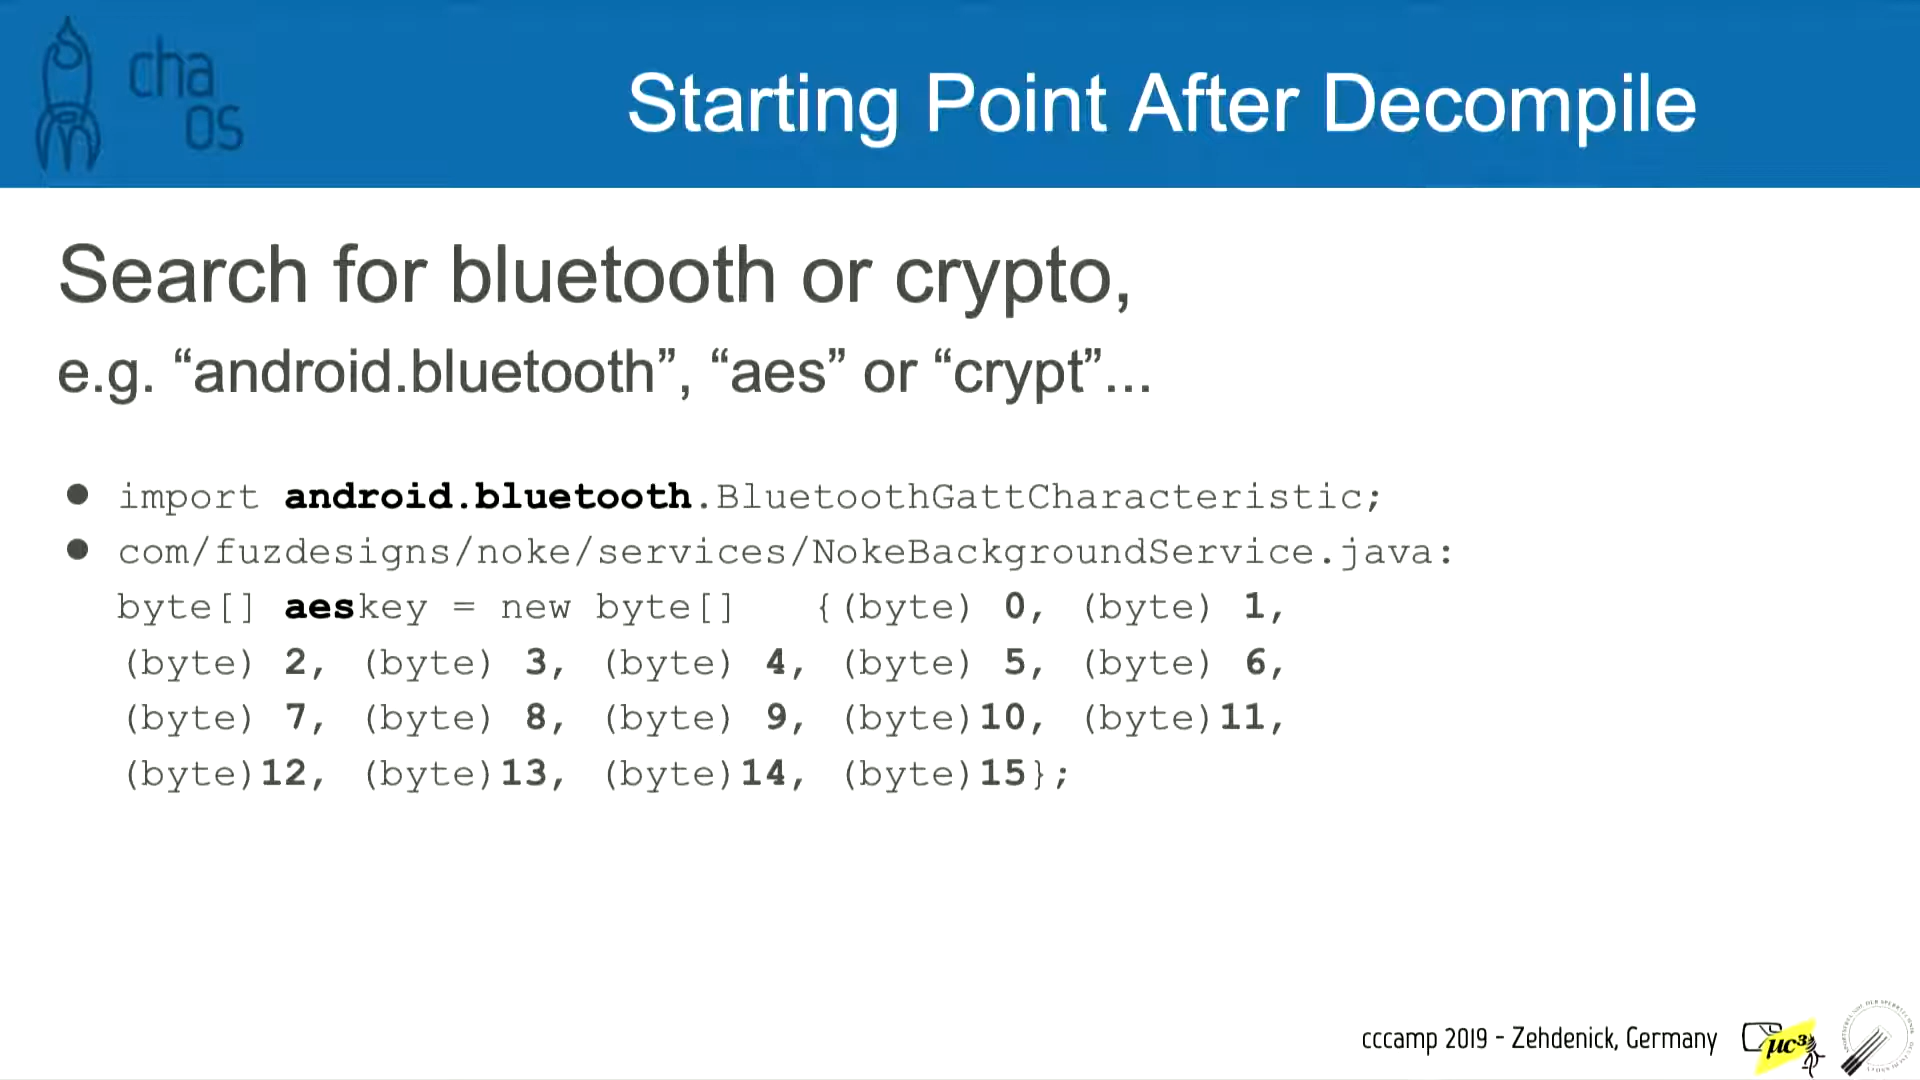 cha
os
Starting Point After Decompile
Search for bluetooth or crypto,
e.g. “android.bluetooth”, “aes” or “crypt”...
● import android.bluetooth.BluetoothGattCharacteristic;
● com/fuzdesigns/noke/services/NokeBackgroundService.java:
byte[] aeskey = new byte[] {(byte) 0, (byte) 1,
(byte) 2, (byte) 3, (byte) 4, (byte) 5, (byte) 6,
(byte) 7, (byte) 8, (byte) 9, (byte)10, (byte)11,
(byte)12, (byte)13, (byte)14, (byte)15};
cccamp 2019 - Zehdenick, Germany
µc³